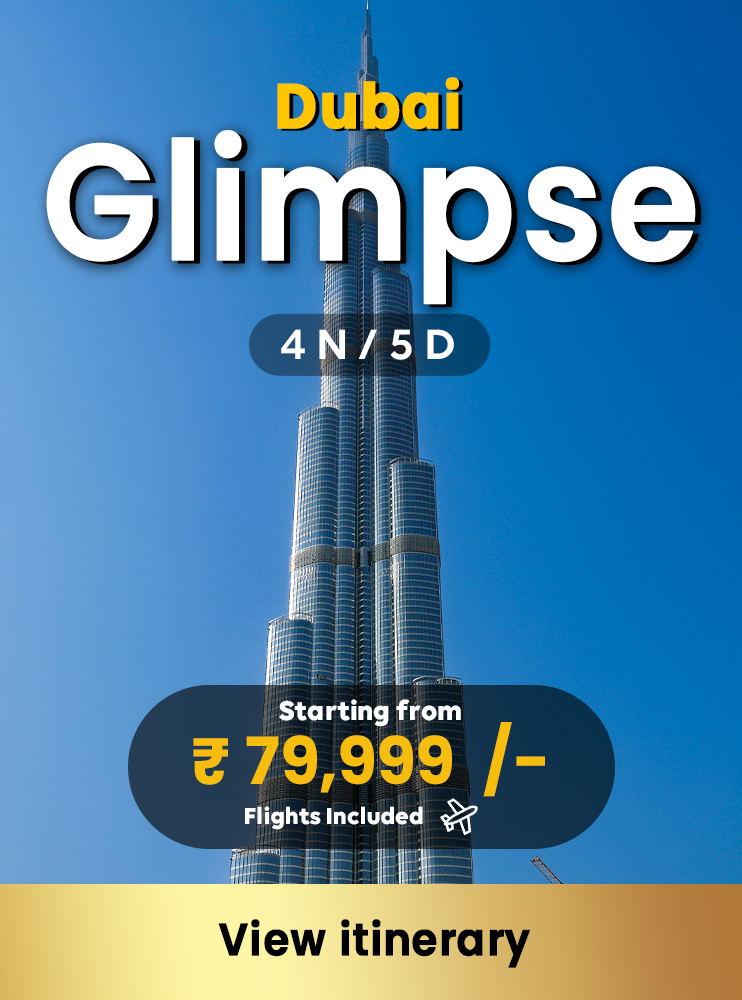 Dubai
Glimpse
4 N / 5 D
Starting from
₹ 79,999 /-
Flights Included
View itinerary